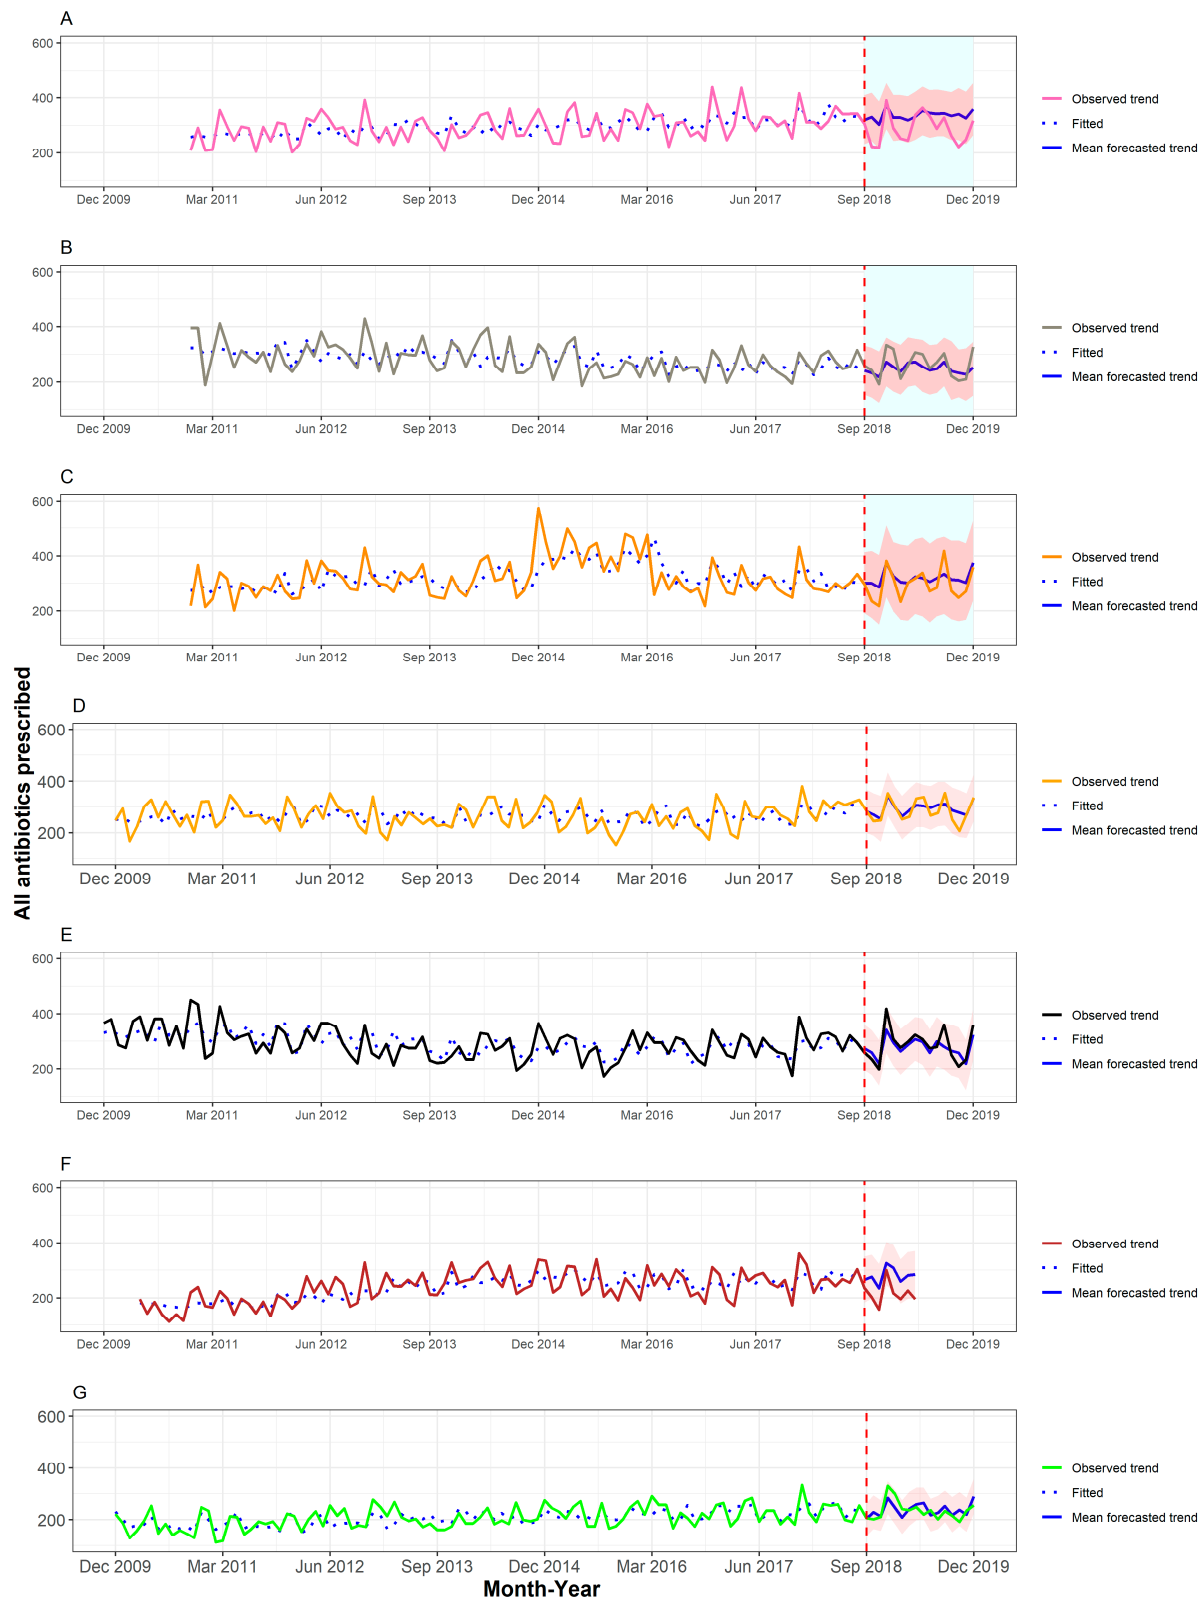 A
600
400
200
Dec 2009 Mar 2011 Jun 2012 Sep 2013 Dec 2014 Mar 2016 Jun 2017 Sep 2018 Dec 2019
Observed trend
Fitted
Mean forecasted trend
B
600
400
200
Dec 2009 Mar 2011 Jun 2012 Sep 2013 Dec 2014 Mar 2016 Jun 2017 Sep 2018 Dec 2019
Observed trend
Fitted
Mean forecasted trend
C
600
400
200
Dec 2009 Mar 2011 Jun 2012 Sep 2013 Dec 2014 Mar 2016 Jun 2017 Sep 2018 Dec 2019
Observed trend
Fitted
Mean forecasted trend
All antibiotics prescribed
D
600
400
200
Dec 2009 Mar 2011 Jun 2012 Sep 2013 Dec 2014 Mar 2016 Jun 2017 Sep 2018 Dec 2019
Observed trend
Fitted
Mean forecasted trend
E
600
400
200
Dec 2009 Mar 2011 Jun 2012 Sep 2013 Dec 2014 Mar 2016 Jun 2017 Sep 2018 Dec 2019
Observed trend
Fitted
Mean forecasted trend
F
600
400
200
Dec 2009 Mar 2011 Jun 2012 Sep 2013 Dec 2014 Mar 2016 Jun 2017 Sep 2018 Dec 2019
Observed trend
Fitted
Mean forecasted trend
G
600
400
200
Dec 2009 Mar 2011 Jun 2012 Sep 2013 Dec 2014 Mar 2016 Jun 2017 Sep 2018 Dec 2019
Observed trend
Fitted
Mean forecasted trend
Month-Year